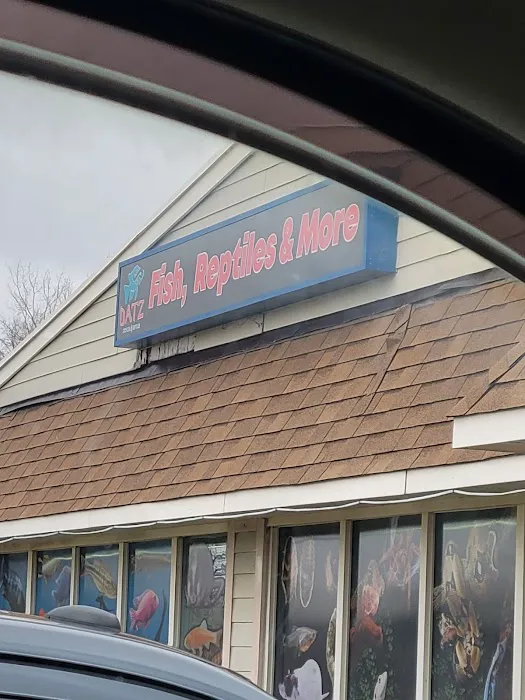 DATZ
Fish, Reptiles & More